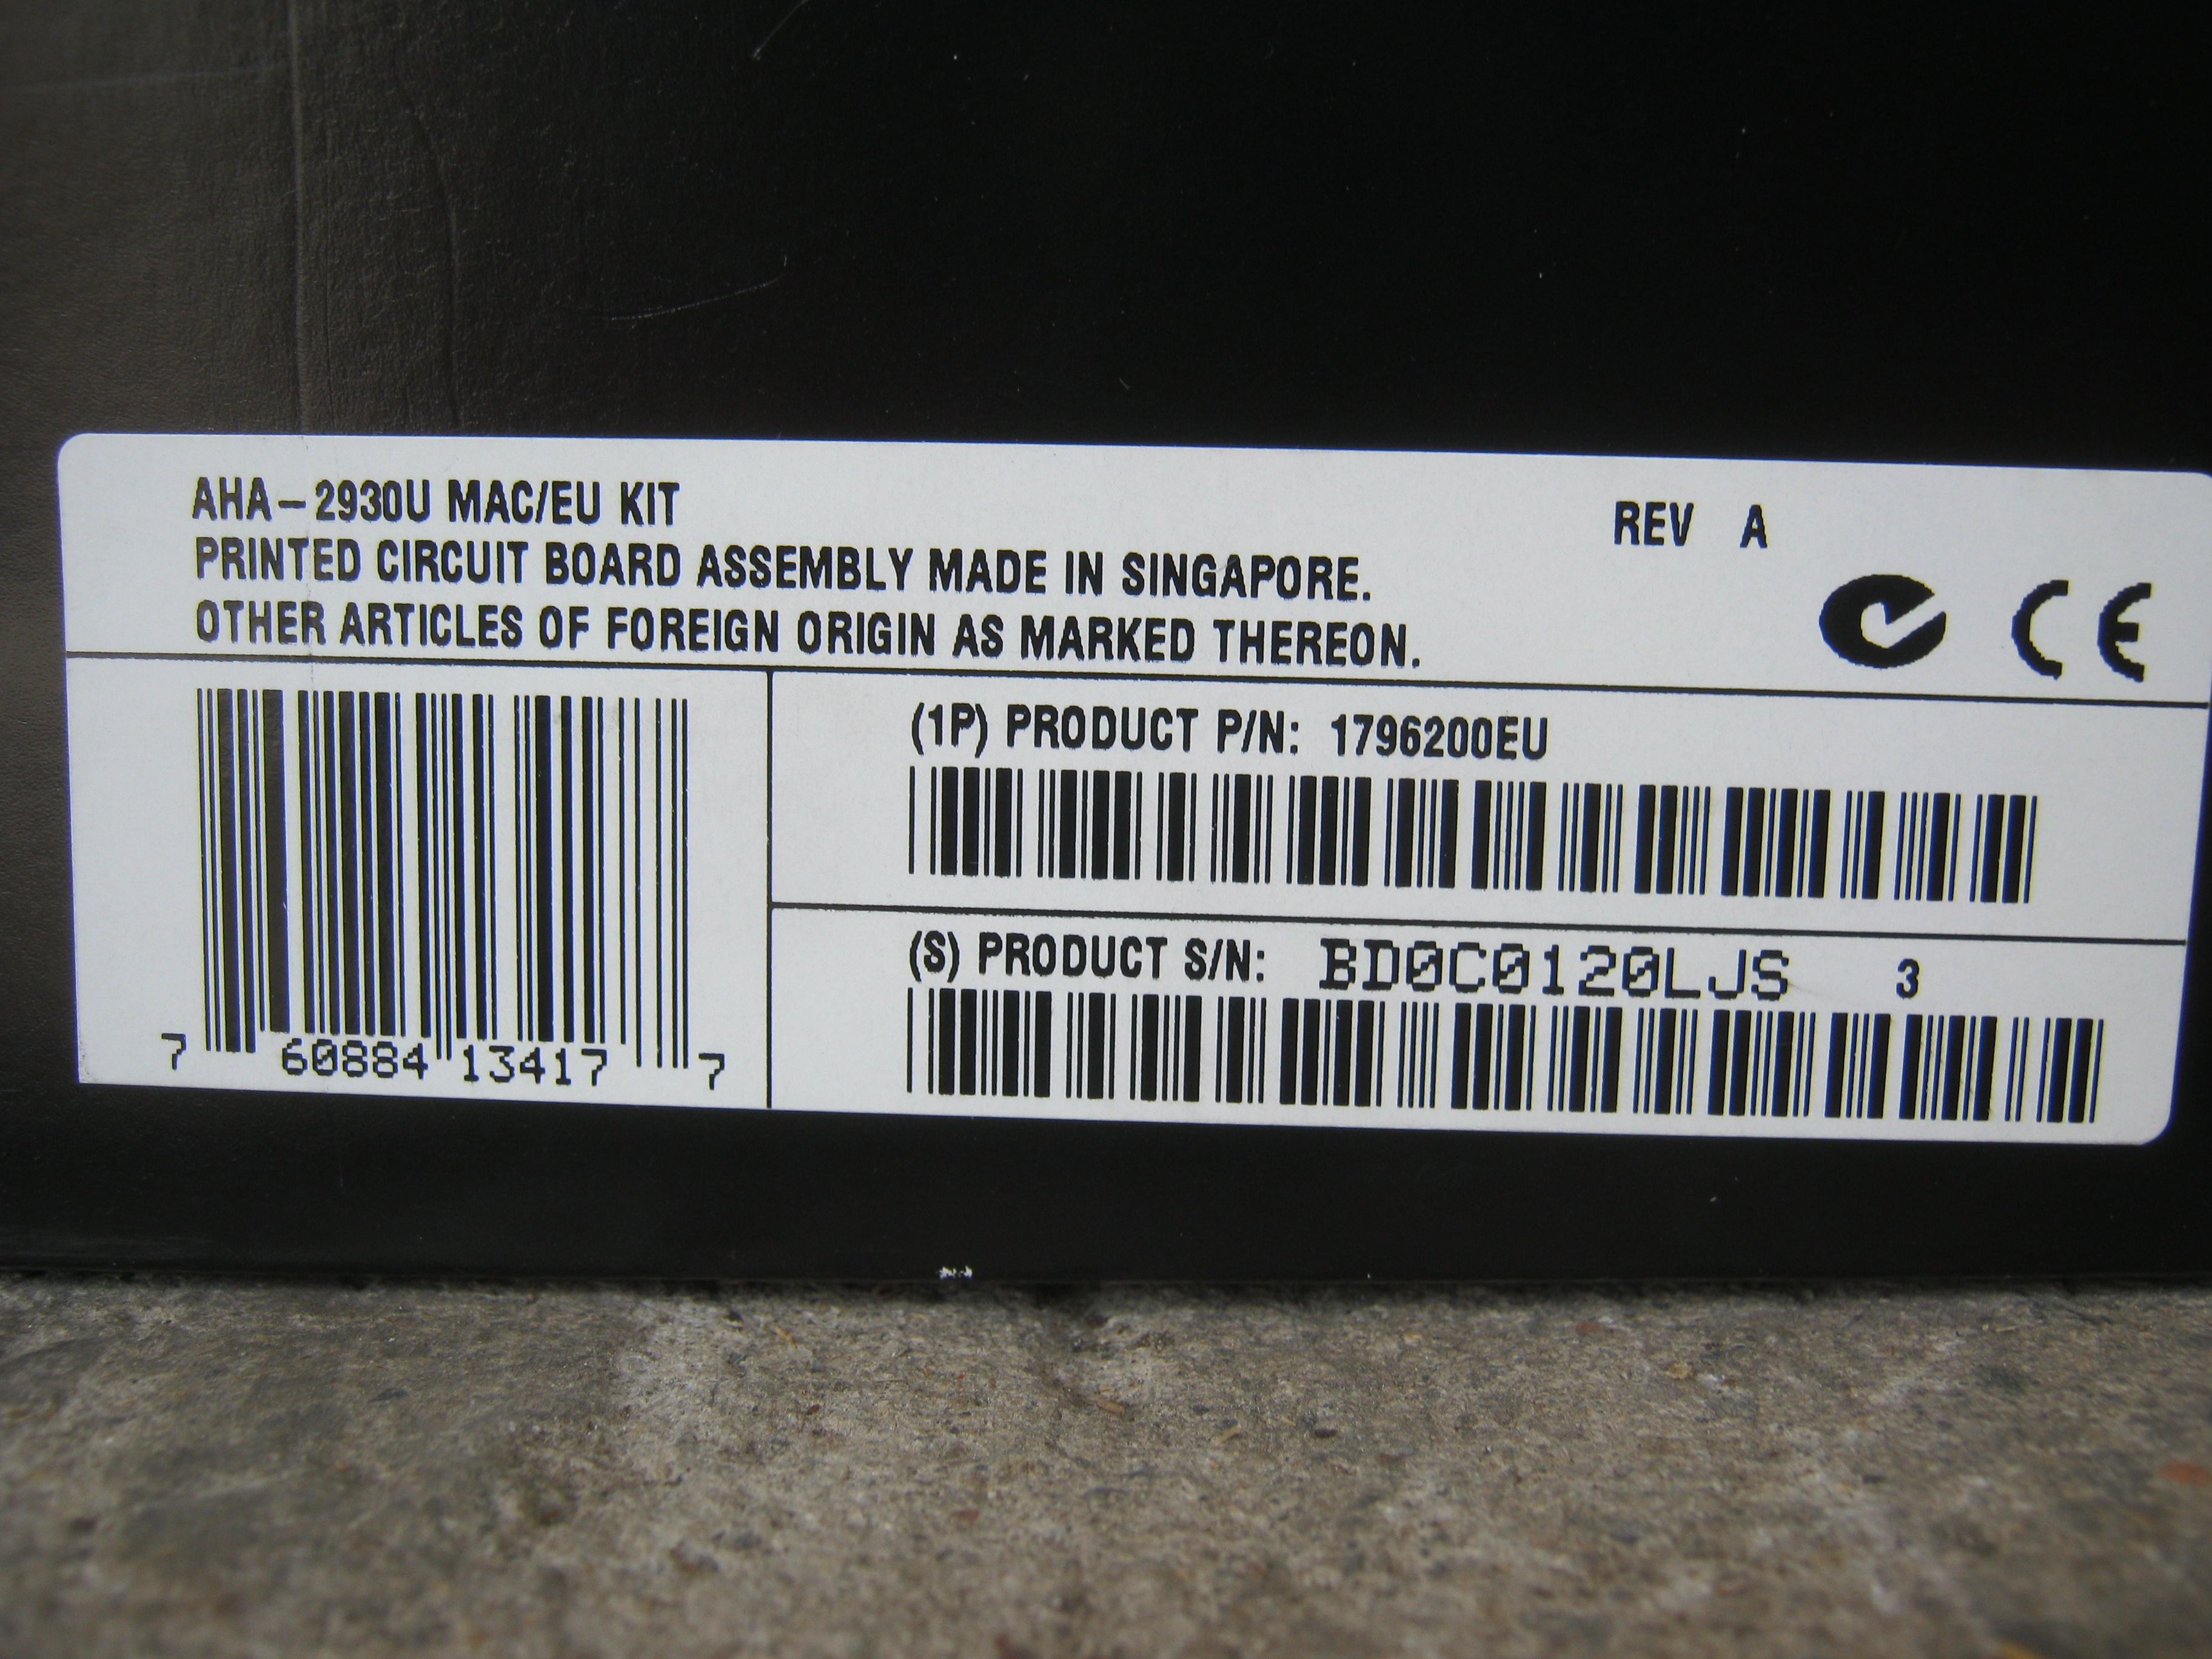 AHA-2930U MAC/EU KIT
REV A
PRINTED CIRCUIT BOARD ASSEMBLY MADE IN SINGAPORE.
OTHER ARTICLES OF FOREIGN ORIGIN AS MARKED THEREON.
CE
(1P) PRODUCT P/N: 1796200EU
(S) PRODUCT S/N: BD0C0120LJS 3
7 60884 13417 7